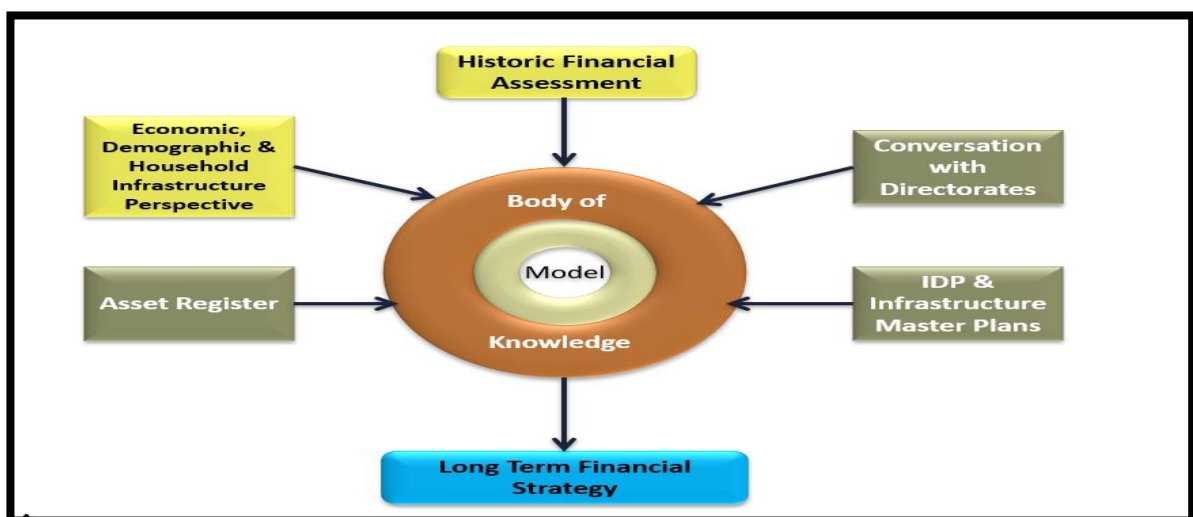 Historic Financial
Assessment
Economic,
Demographic &
Household
Infrastructure
Perspective
Conversation
with
Directorates
Body of
Model
Knowledge
Asset Register
IDP &
Infrastructure
Master Plans
Long Term Financial
Strategy